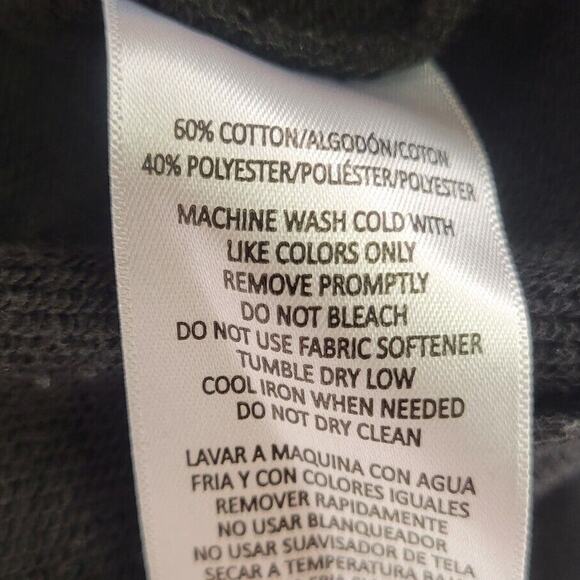 60% COTTON/ALGODÓN/COTON
40% POLYESTER/POLIÉSTER/POLYESTER
MACHINE WASH COLD WITH
LIKE COLORS ONLY
REMOVE PROMPTLY
DO NOT BLEACH
DO NOT USE FABRIC SOFTENER
TUMBLE DRY LOW
COOL IRON WHEN NEEDED
DO NOT DRY CLEAN
LAVAR A MAQUINA CON AGUA
FRIA Y CON COLORES IGUALES
REMOVER RAPIDAMENTE
NO USAR BLANQUEADOR
NO USAR SUAVISADOR DE TELA
SECAR A TEMPERATURA